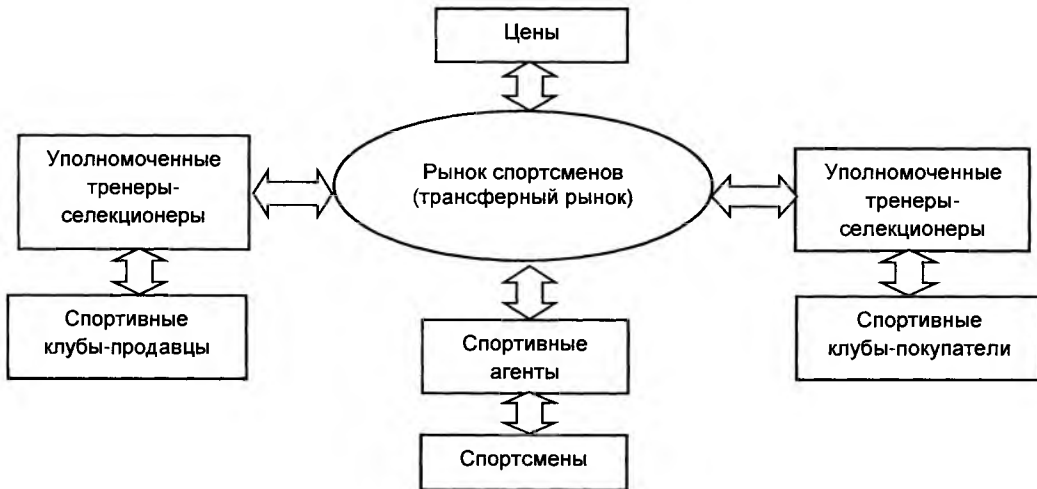 Цены
Рынок спортсменов
(трансферный рынок)
Уполномоченные
тренеры-
селекционеры
Уполномоченные
тренеры-
селекционеры
Спортивные
клубы-продавцы
Спортивные
агенты
Спортивные
клубы-покупатели
Спортсмены